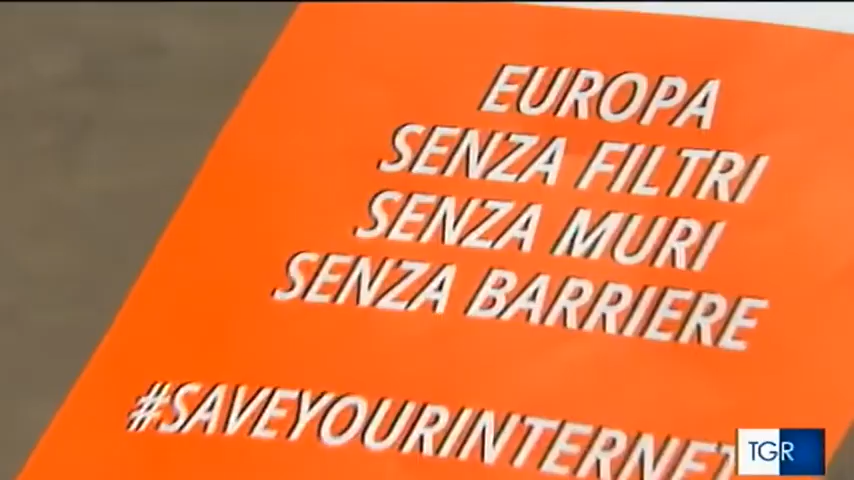 EUROPA
SENZA FILTRI
SENZA MURI
SENZA BARRIERE
#SAVEYOURINTERNET
TGR